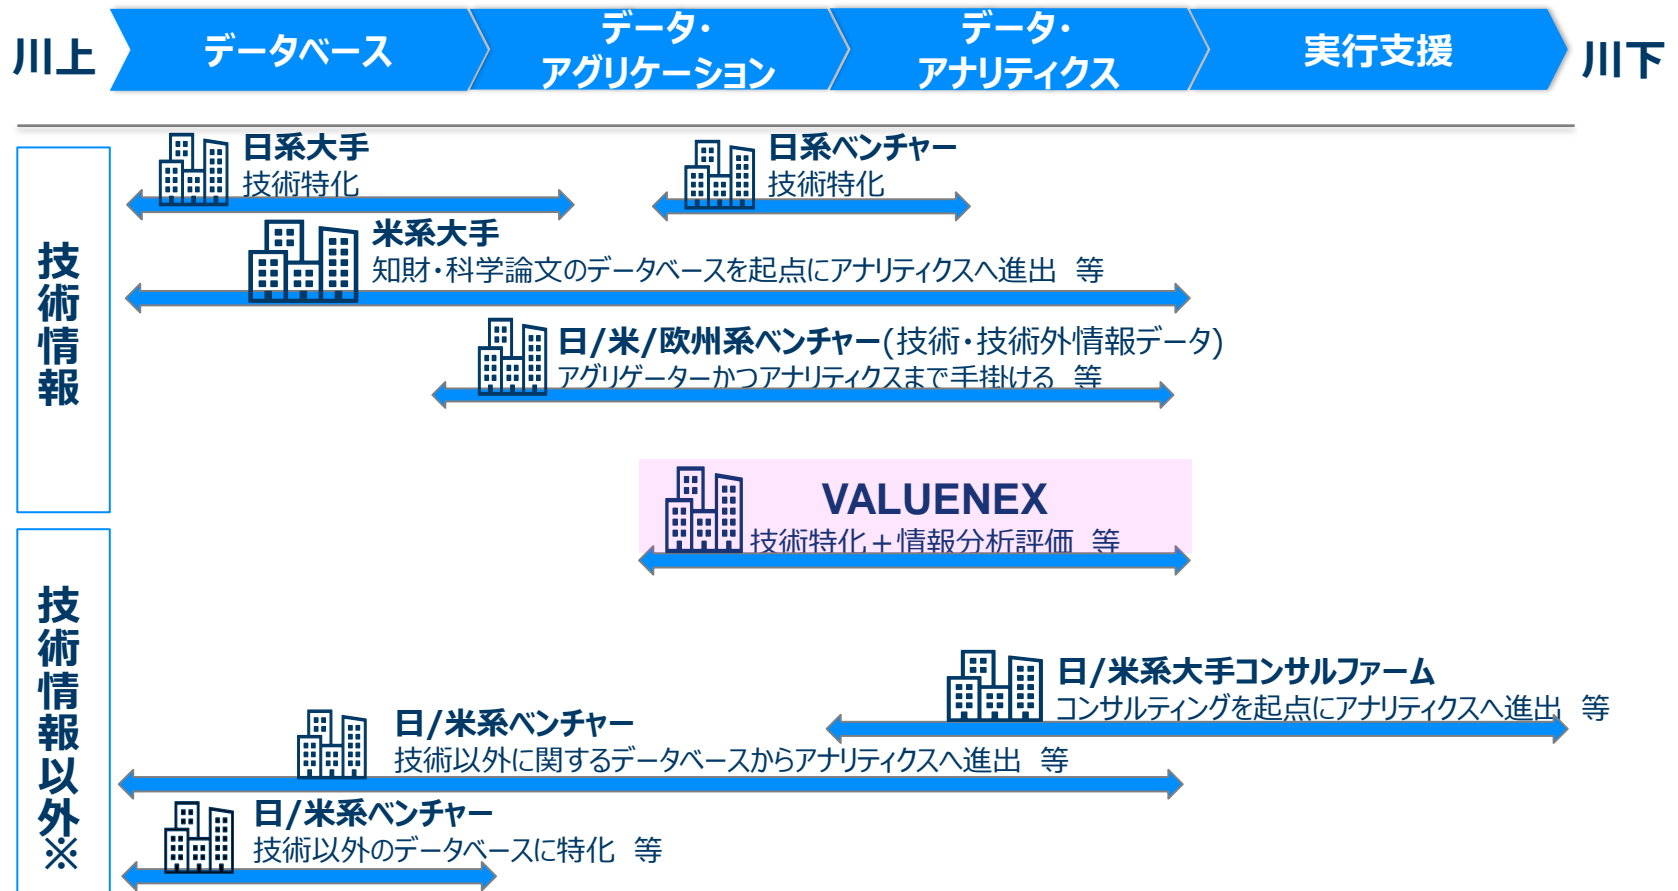 川上
データベース
データ・
アグリケーション
データ・
アナリティクス
実行支援
川下
技術情報
日系大手
技術特化
日系ベンチャー
技術特化
米系大手
知財・科学論文のデータベースを起点にアナリティクスへ進出 等
日/米/欧州系ベンチャー(技術・技術外情報データ)
アグリゲーターかつアナリティクスまで手掛ける 等
VALUENEX
技術特化＋情報分析評価 等
技術情報以外※
日/米系大手コンサルファーム
コンサルティングを起点にアナリティクスへ進出 等
日/米系ベンチャー
技術以外に関するデータベースからアナリティクスへ進出 等
日/米系ベンチャー
技術以外のデータベースに特化 等